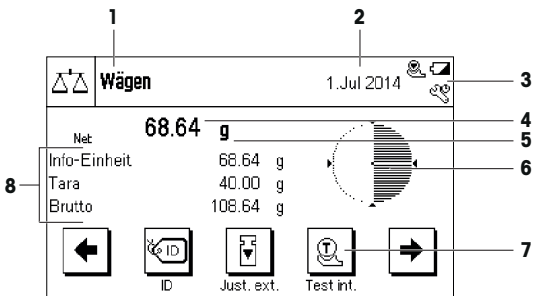 1 2
Wägen 1.Jul 2014 3
68.64 4
Net g 5
Info-Einheit 68.64 g 6
8 Tara 40.00 g
Brutto 108.64 g
ID 7
ID Just. ext. Test int.